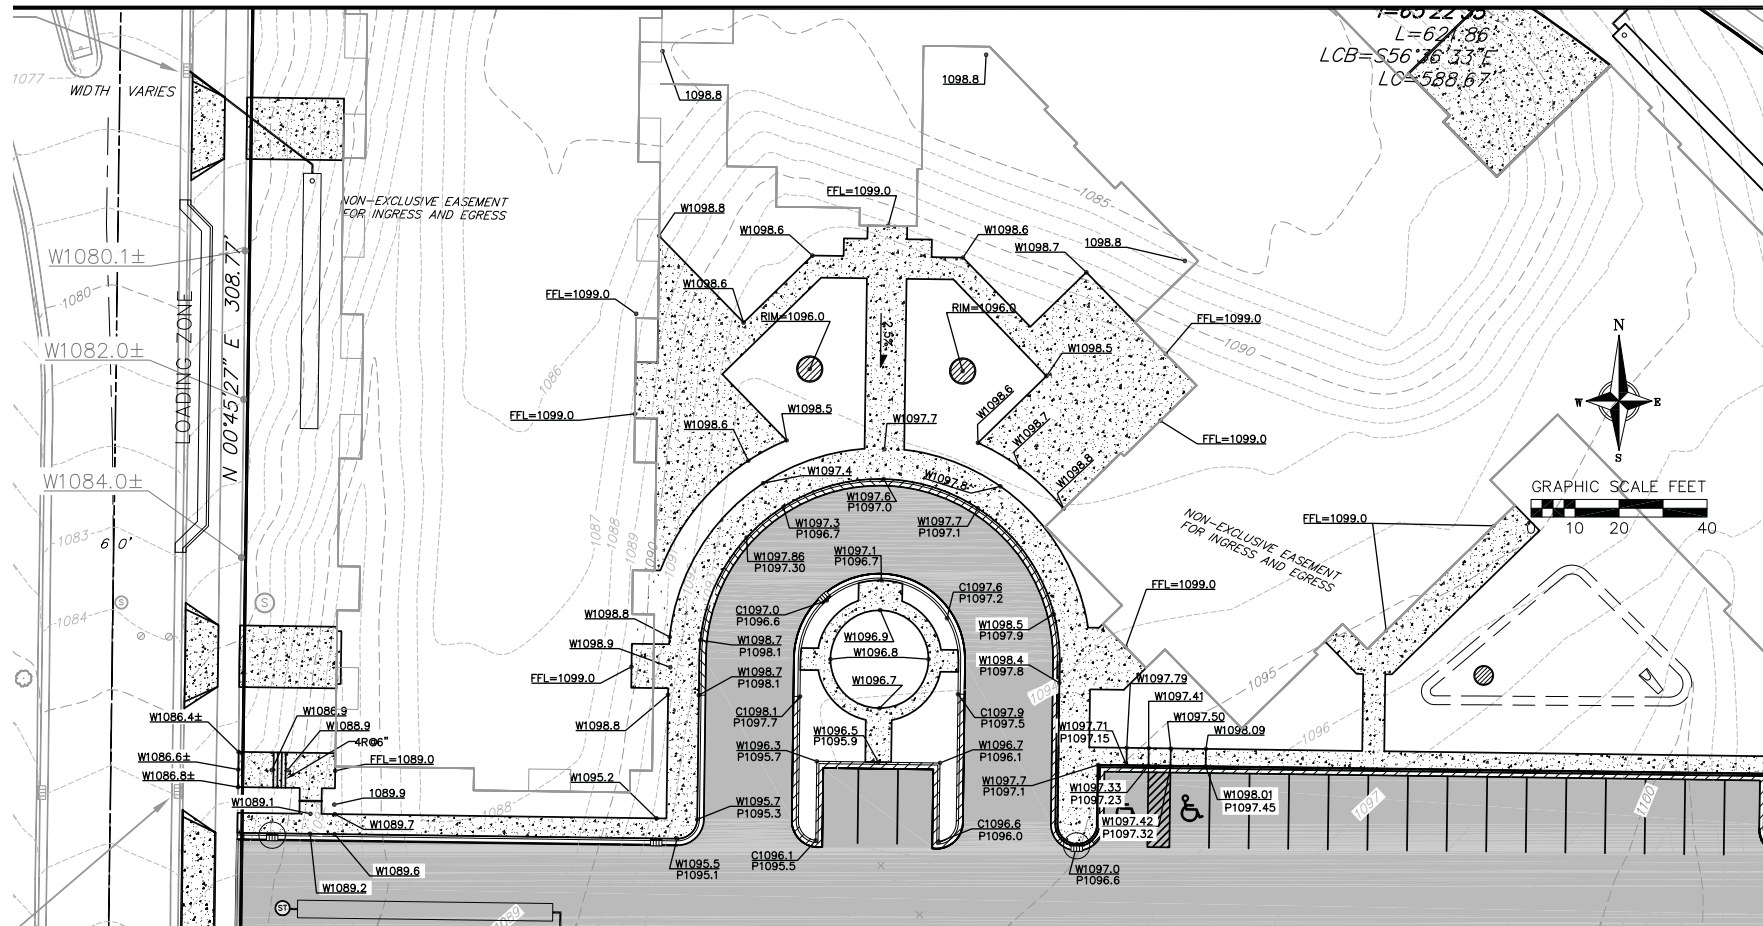 I=65°22'35"
L=621.86'
LCB=S56°36'33"E
LC=588.67'
1077
WIDTH VARIES
1098.8
1098.8
NON-EXCLUSIVE EASEMENT
FOR INGRESS AND EGRESS
1085
FFL=1099.0
W1098.8
W1098.6
W1098.6
W1098.7
1098.8
W1080.1±
1080
N 00°45'27" E 308.77'
LOADING ZONE
FFL=1099.0
W1098.6
RIM=1096.0
RIM=1096.0
2.5%
FFL=1099.0
1090
W1082.0±
1086
W1098.5
N
W
E
S
FFL=1099.0
W1098.5
W1098.6
W1097.7
W1098.6
W1098.7
FFL=1099.0
W1098.8
W1084.0±
W1097.4
W1097.8
W1097.6
P1097.0
GRAPHIC SCALE FEET
0 10 20 40
1083
6.0'
1087
1088
1089
1090
1091
W1097.3
P1096.7
W1097.7
P1097.1
NON-EXCLUSIVE EASEMENT
FOR INGRESS AND EGRESS
FFL=1099.0
W1097.86
P1097.30
W1097.1
P1096.7
S
S
1084
W1098.8
C1097.0
P1096.6
C1097.6
P1097.2
FFL=1099.0
W1098.9
W1098.7
P1098.1
W1096.9
W1096.8
W1098.5
P1097.9
FFL=1099.0
W1098.7
P1098.1
W1096.7
W1098.4
P1097.8
W1097.79
1095
W1086.4±
W1086.9
W1088.9
W1098.8
C1098.1
P1097.7
W1096.5
P1095.9
C1097.9
P1097.5
W1097.71
P1097.15
W1097.41
W1097.50
W1098.09
1096
4R@6"
W1086.6±
FFL=1089.0
W1096.3
P1095.7
W1096.7
P1096.1
W1086.8±
W1095.2
W1097.7
P1097.1
W1097.33
P1097.23
W1098.01
P1097.45
1097
1100
W1089.1
1089.9
1088
W1089.7
W1095.7
P1095.3
C1096.6
P1096.0
W1097.42
P1097.32
W1089.6
W1089.2
W1095.5
P1095.1
C1096.1
P1095.5
W1097.0
P1096.6
ST
1089